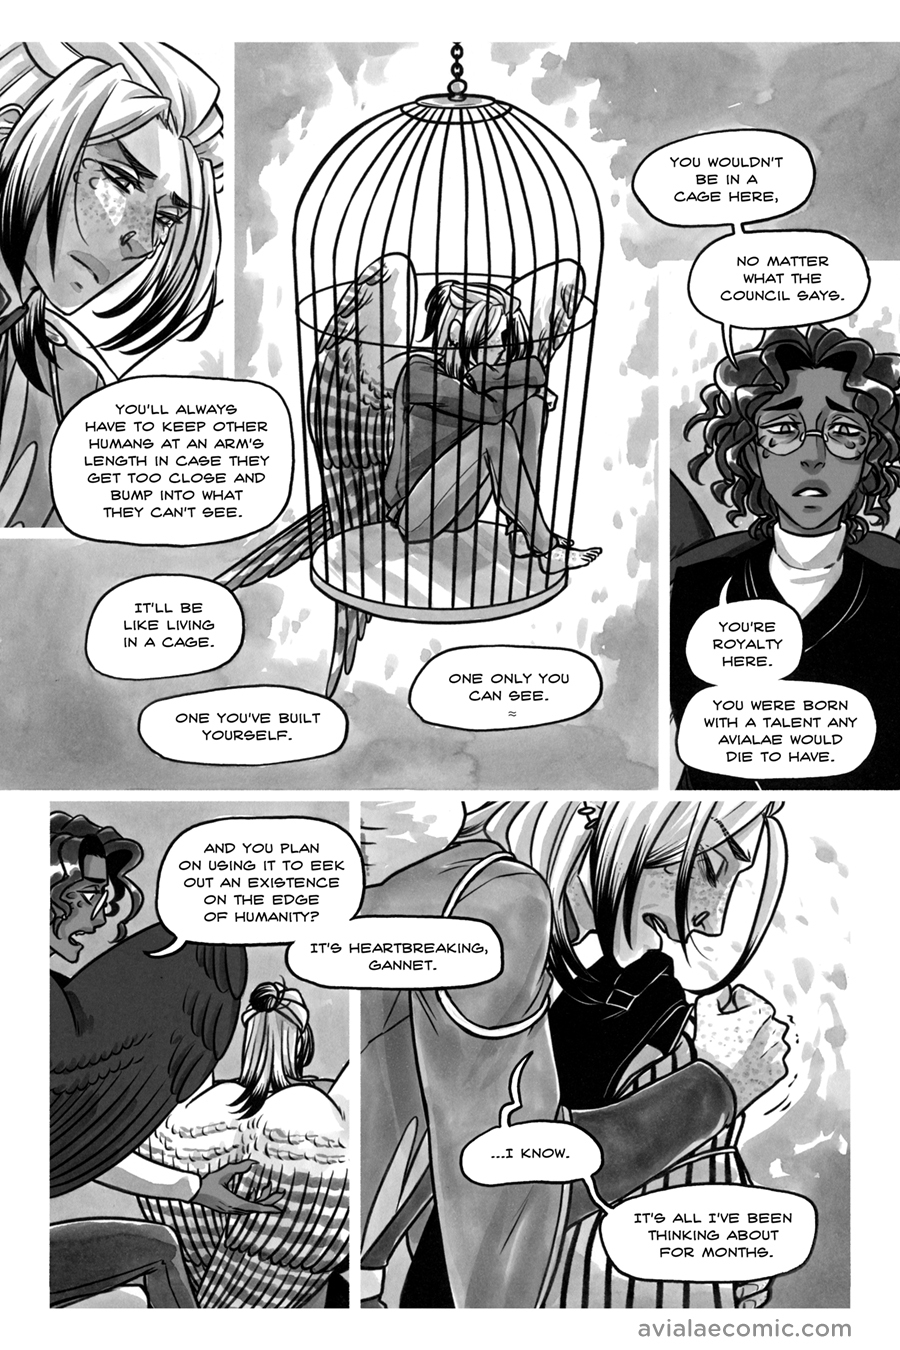 YOU'LL ALWAYS
HAVE TO KEEP OTHER
HUMANS AT AN ARM'S
LENGTH IN CASE THEY
GET TOO CLOSE AND
BUMP INTO WHAT
THEY CAN'T SEE.
IT'LL BE
LIKE LIVING
IN A CAGE.
ONE YOU'VE BUILT
YOURSELF.
ONE ONLY YOU
CAN SEE.
≈
YOU WOULDN'T
BE IN A
CAGE HERE,
NO MATTER
WHAT THE
COUNCIL SAYS.
YOU'RE
ROYALTY
HERE.
YOU WERE BORN
WITH A TALENT ANY
AVIALAE WOULD
DIE TO HAVE.
AND YOU PLAN
ON USING IT TO EEK
OUT AN EXISTENCE
ON THE EDGE
OF HUMANITY?
IT'S HEARTBREAKING,
GANNET.
...I KNOW.
IT'S ALL I'VE BEEN
THINKING ABOUT
FOR MONTHS.
avialaecomic.com